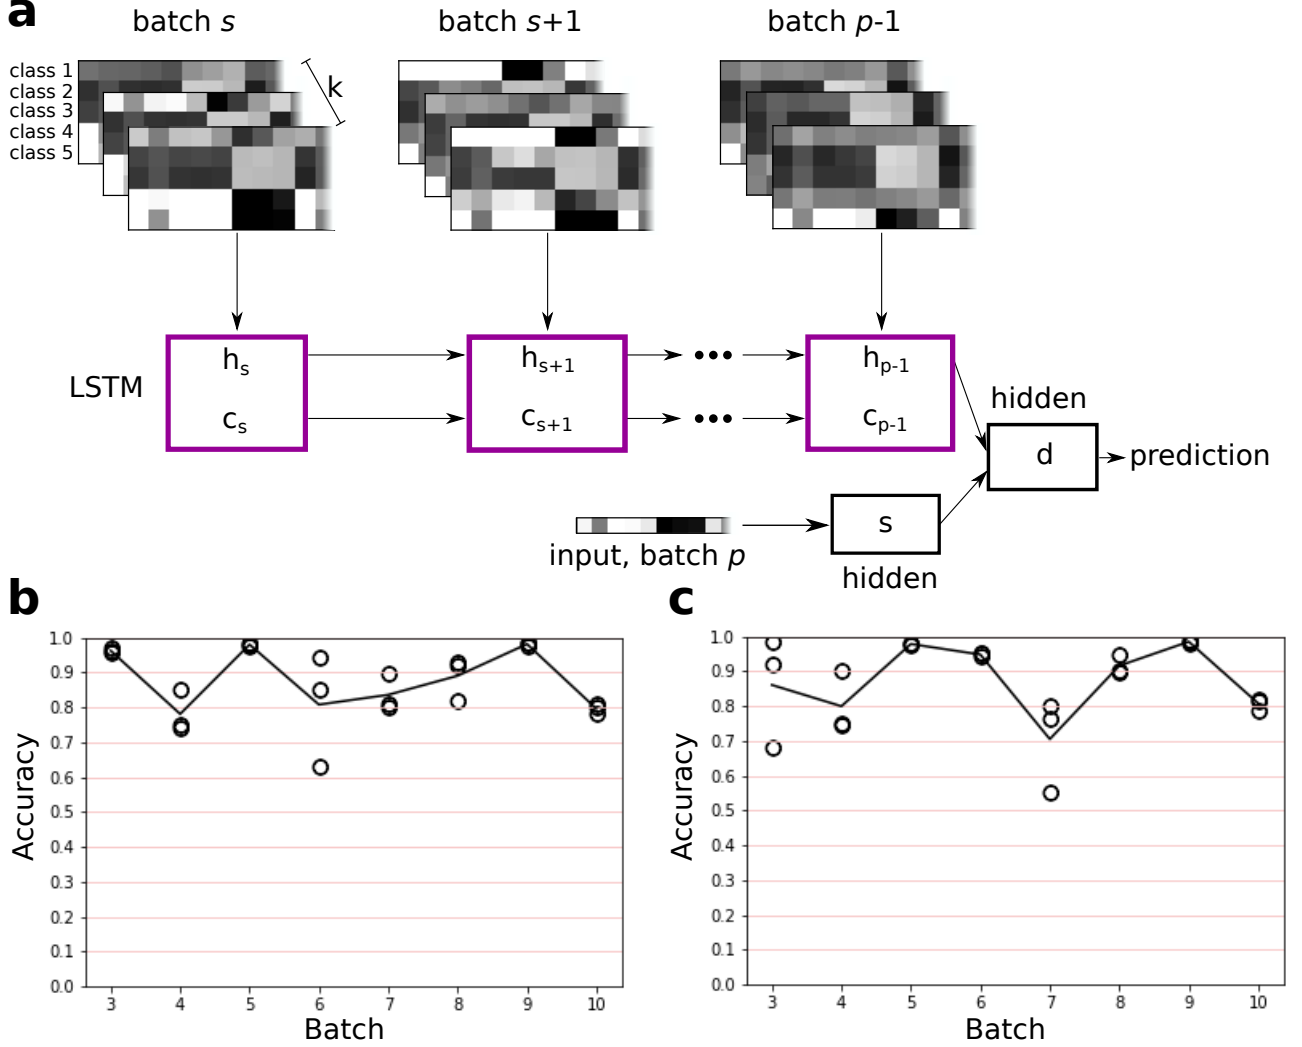 a
batch s
batch s+1
batch p-1
class 1
class 2
class 3
class 4
class 5
k
LSTM
hs
cs
hs+1
cs+1
hp-1
cp-1
hidden
d
prediction
s
input, batch p
hidden
b
Accuracy
1.0
0.9
0.8
0.7
0.6
0.5
0.4
0.3
0.2
0.1
0.0
3 4 5 6 7 8 9 10
Batch
c
Accuracy
1.0
0.9
0.8
0.7
0.6
0.5
0.4
0.3
0.2
0.1
0.0
3 4 5 6 7 8 9 10
Batch